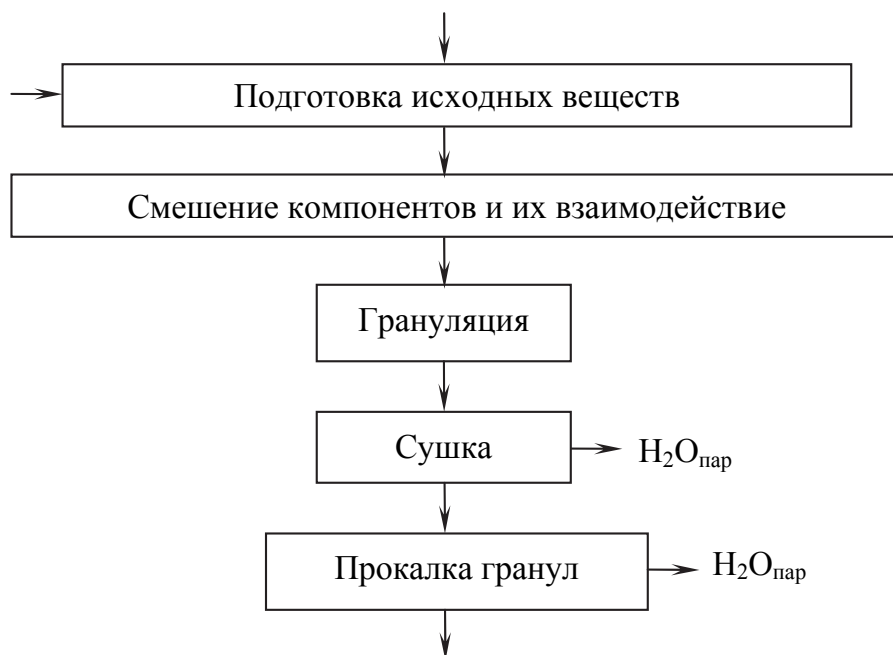 Подготовка исходных веществ
Смешение компонентов и их взаимодействие
Грануляция
Сушка
H₂Oпар
Прокалка гранул
H₂Oпар